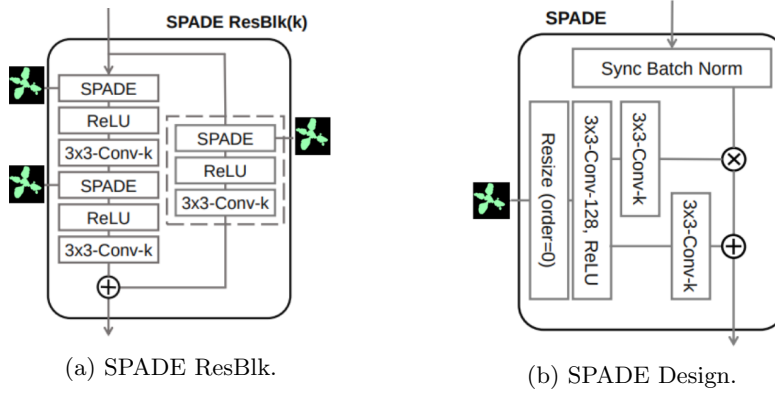 SPADE ResBlk(k)
SPADE
ReLU
3x3-Conv-k
SPADE
ReLU
3x3-Conv-k
SPADE
ReLU
3x3-Conv-k
(a) SPADE ResBlk.
SPADE
Sync Batch Norm
Resize (order=0)
3x3-Conv-128, ReLU
3x3-Conv-k
3x3-Conv-k
(b) SPADE Design.